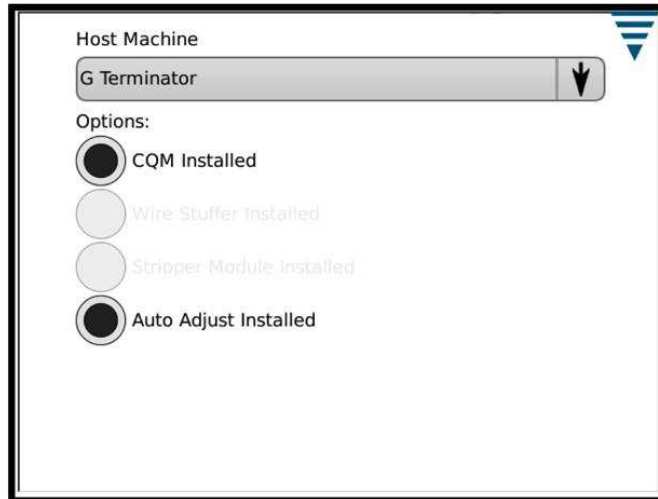 Host Machine
G Terminator
Options:
CQM Installed
Wire Stuffer Installed
Stripper Module Installed
Auto Adjust Installed